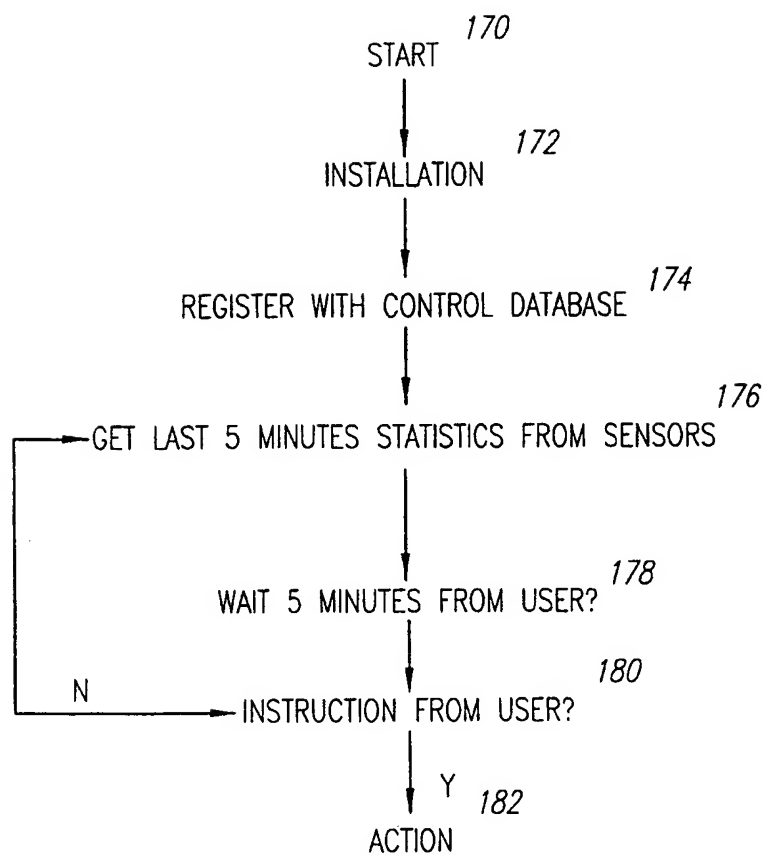 170
START
172
INSTALLATION
174
REGISTER WITH CONTROL DATABASE
176
GET LAST 5 MINUTES STATISTICS FROM SENSORS
178
WAIT 5 MINUTES FROM USER?
180
N
INSTRUCTION FROM USER?
Y
182
ACTION